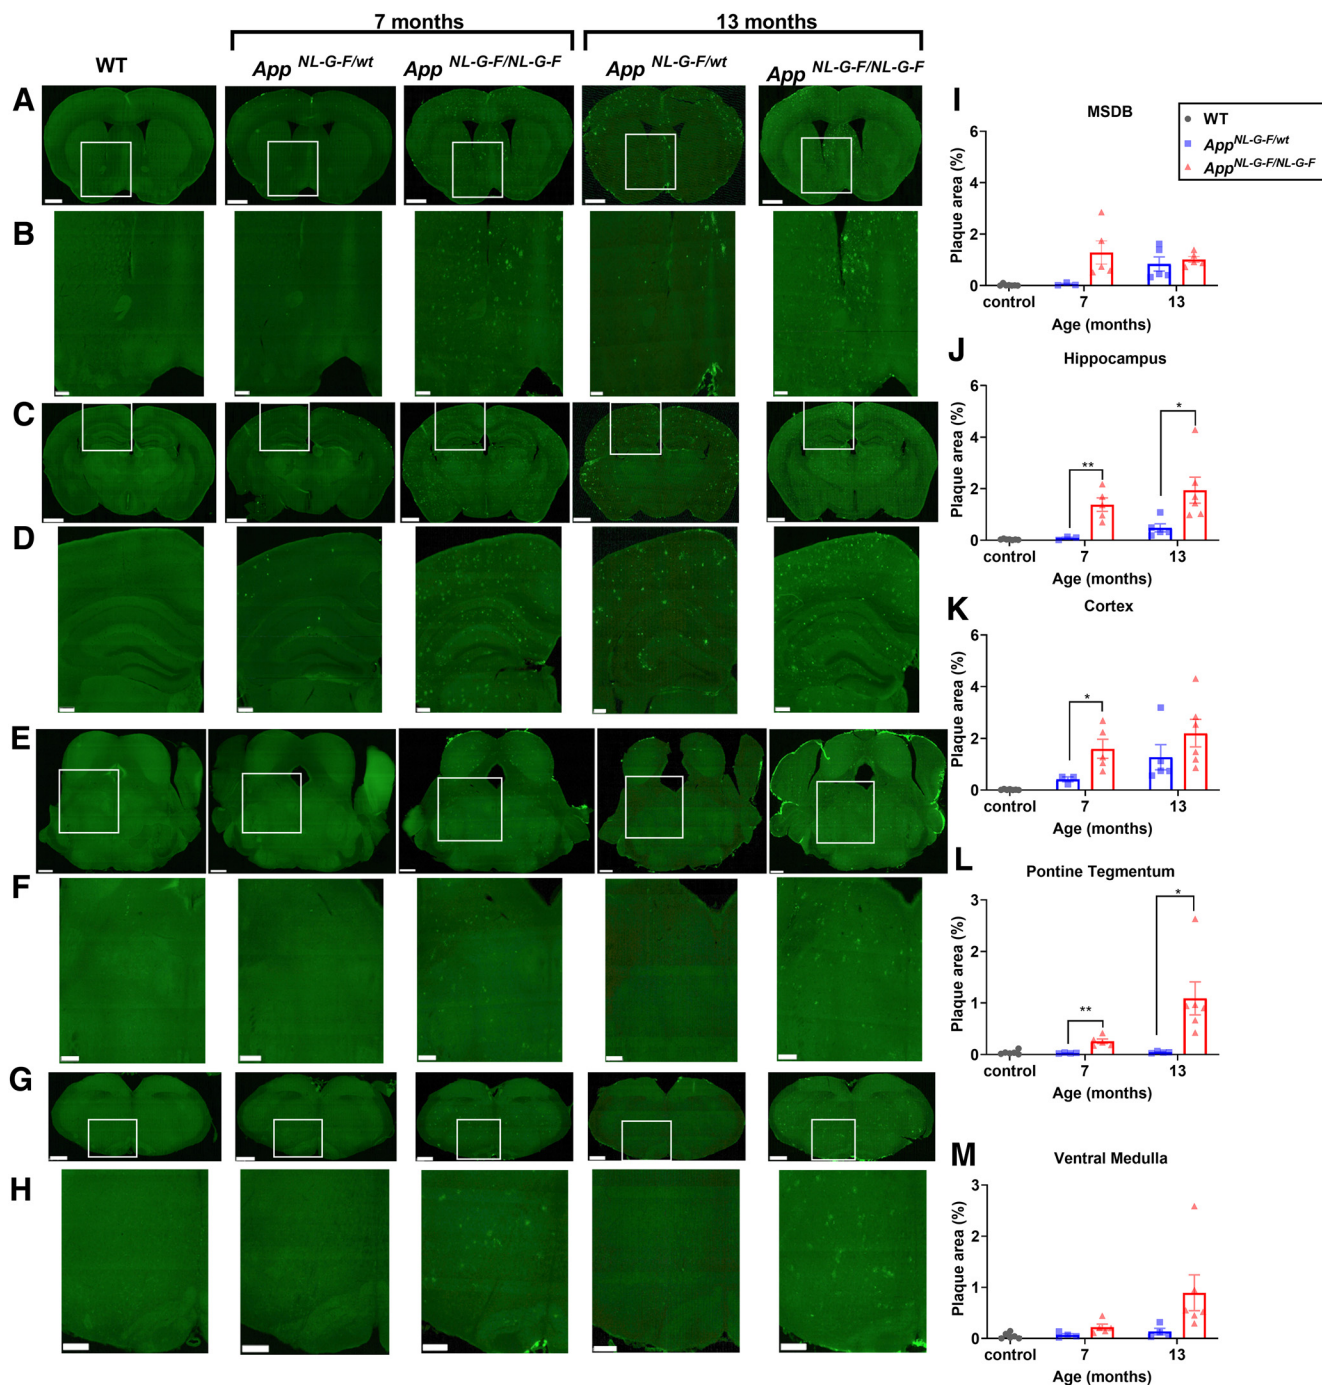 7 months
13 months
WT
App NL-G-F/wt
App NL-G-F/NL-G-F
App NL-G-F/wt
App NL-G-F/NL-G-F
A
B
C
D
E
F
G
H
I
MSDB
WT
App NL-G-F/wt
App NL-G-F/NL-G-F
Plaque area (%)
6
4
2
0
control
7
13
Age (months)
J
Hippocampus
Plaque area (%)
6
4
2
0
**
*
control
7
13
Age (months)
K
Cortex
Plaque area (%)
6
4
2
0
*
control
7
13
Age (months)
L
Pontine Tegmentum
Plaque area (%)
3
2
1
0
**
*
control
7
13
Age (months)
M
Ventral Medulla
Plaque area (%)
3
2
1
0
control
7
13
Age (months)